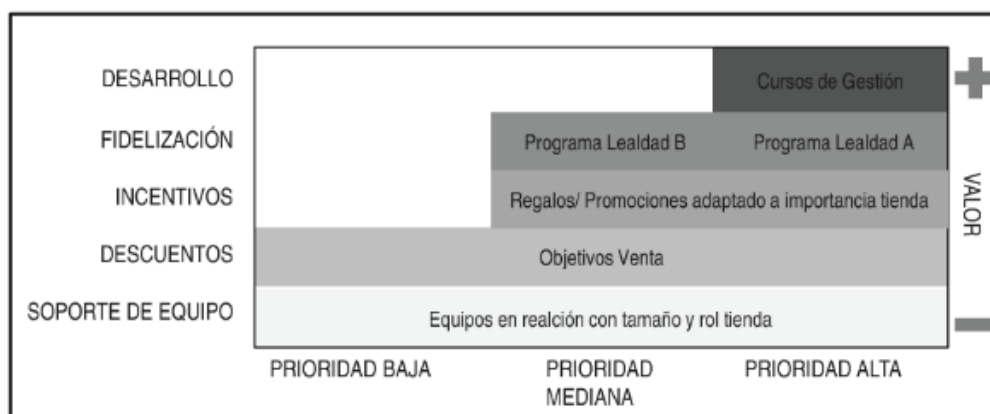 DESARROLLO
Cursos de Gestión
FIDELIZACIÓN
Programa Lealdad B
Programa Lealdad A
INCENTIVOS
Regalos/ Promociones adaptado a importancia tienda
DESCUENTOS
Objetivos Venta
SOPORTE DE EQUIPO
Equipos en realción con tamaño y rol tienda
VALOR
PRIORIDAD BAJA
PRIORIDAD
MEDIANA
PRIORIDAD ALTA